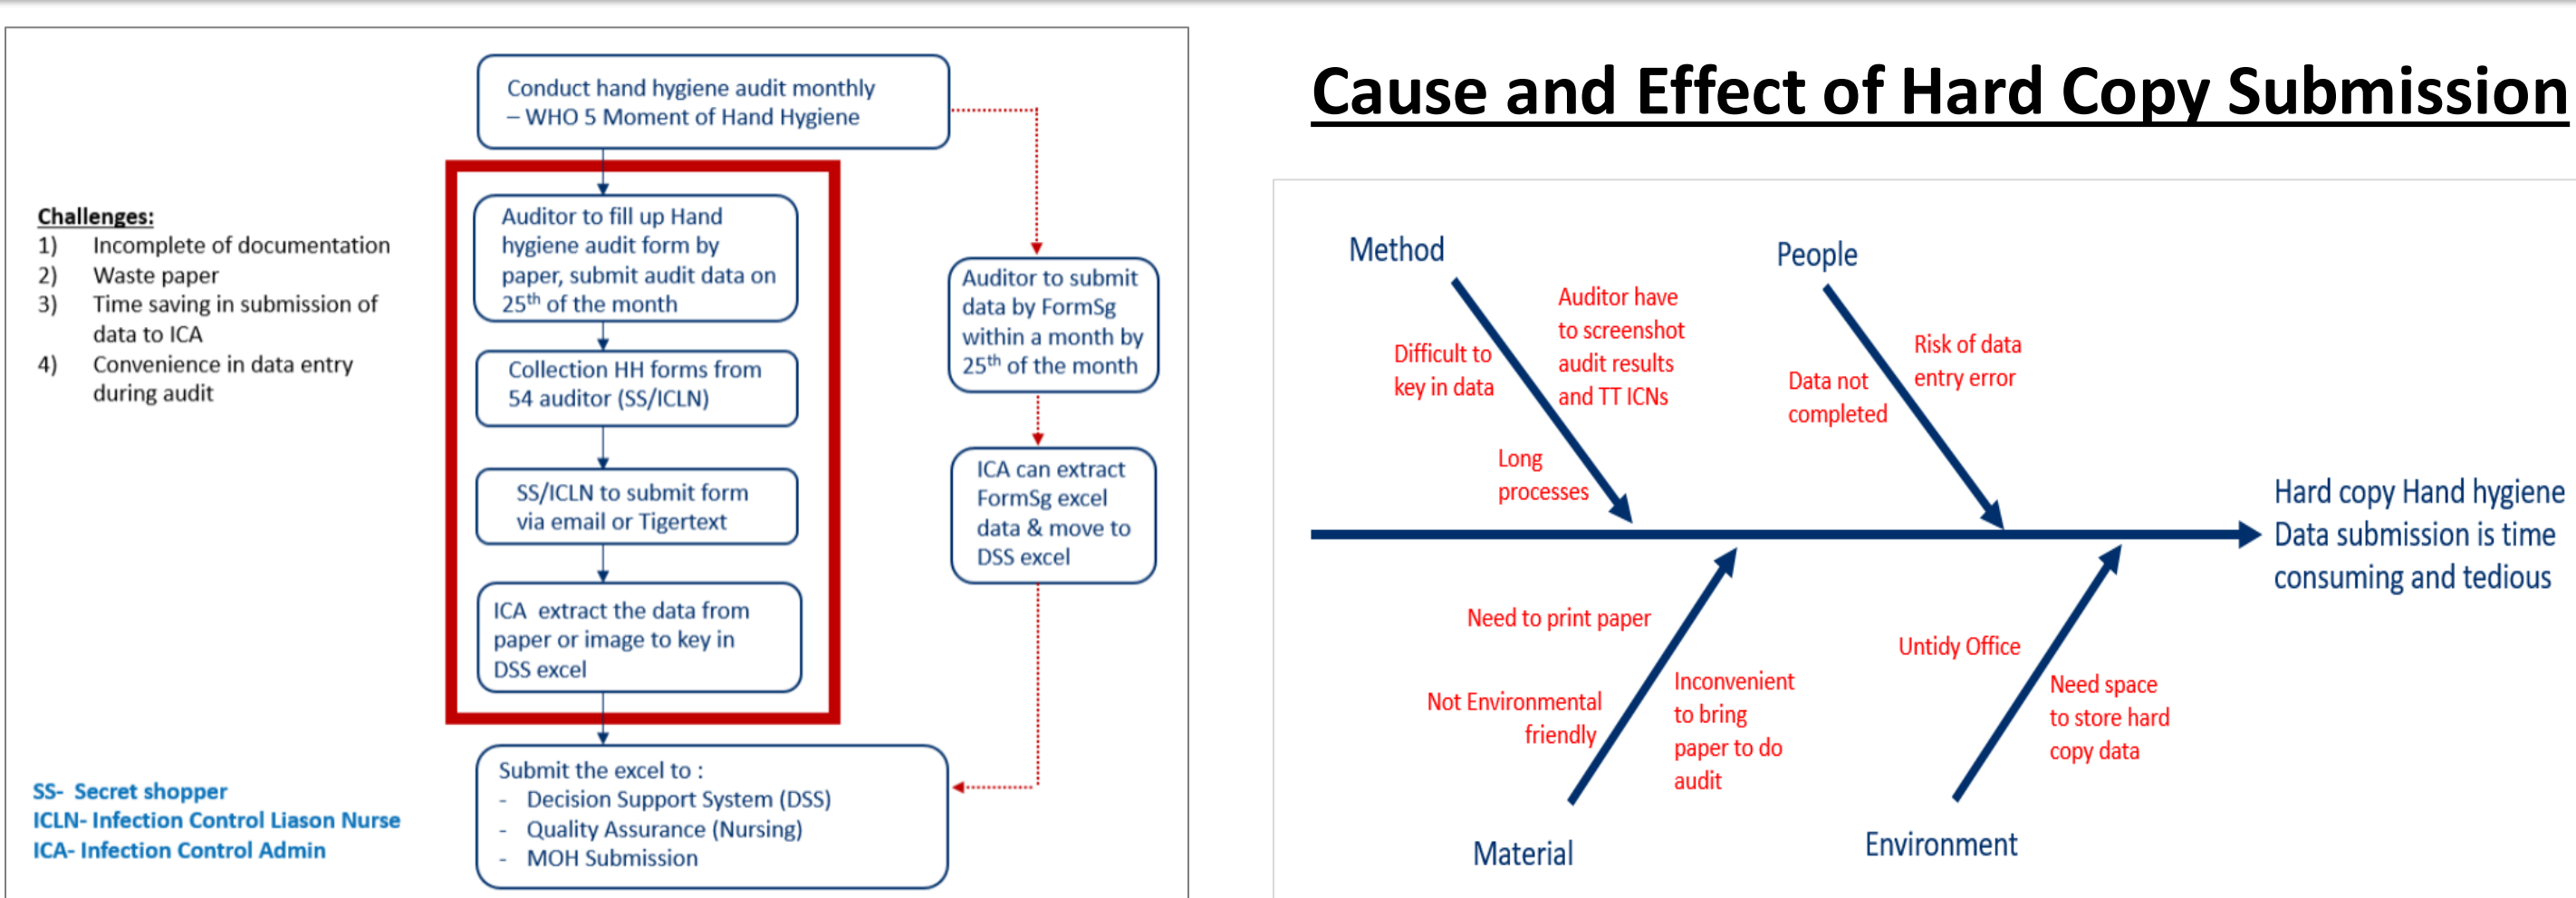 Conduct hand hygiene audit monthly
– WHO 5 Moment of Hand Hygiene
Challenges:
1) Incomplete of documentation
2) Waste paper
3) Time saving in submission of
data to ICA
4) Convenience in data entry
during audit
Auditor to fill up Hand
hygiene audit form by
paper, submit audit data on
25th of the month
Collection HH forms from
54 auditor (SS/ICLN)
SS/ICLN to submit form
via email or Tigertext
ICA extract the data from
paper or image to key in
DSS excel
Auditor to submit
data by FormSg
within a month by
25th of the month
ICA can extract
FormSg excel
data & move to
DSS excel
Submit the excel to :
- Decision Support System (DSS)
- Quality Assurance (Nursing)
- MOH Submission
SS- Secret shopper
ICLN- Infection Control Liason Nurse
ICA- Infection Control Admin
Cause and Effect of Hard Copy Submission
Method
Difficult to
key in data
Auditor have
to screenshot
audit results
and TT ICNs
Long
processes
People
Data not
completed
Risk of data
entry error
Hard copy Hand hygiene
Data submission is time
consuming and tedious
Need to print paper
Not Environmental
friendly
Inconvenient
to bring
paper to do
audit
Material
Untidy Office
Need space
to store hard
copy data
Environment